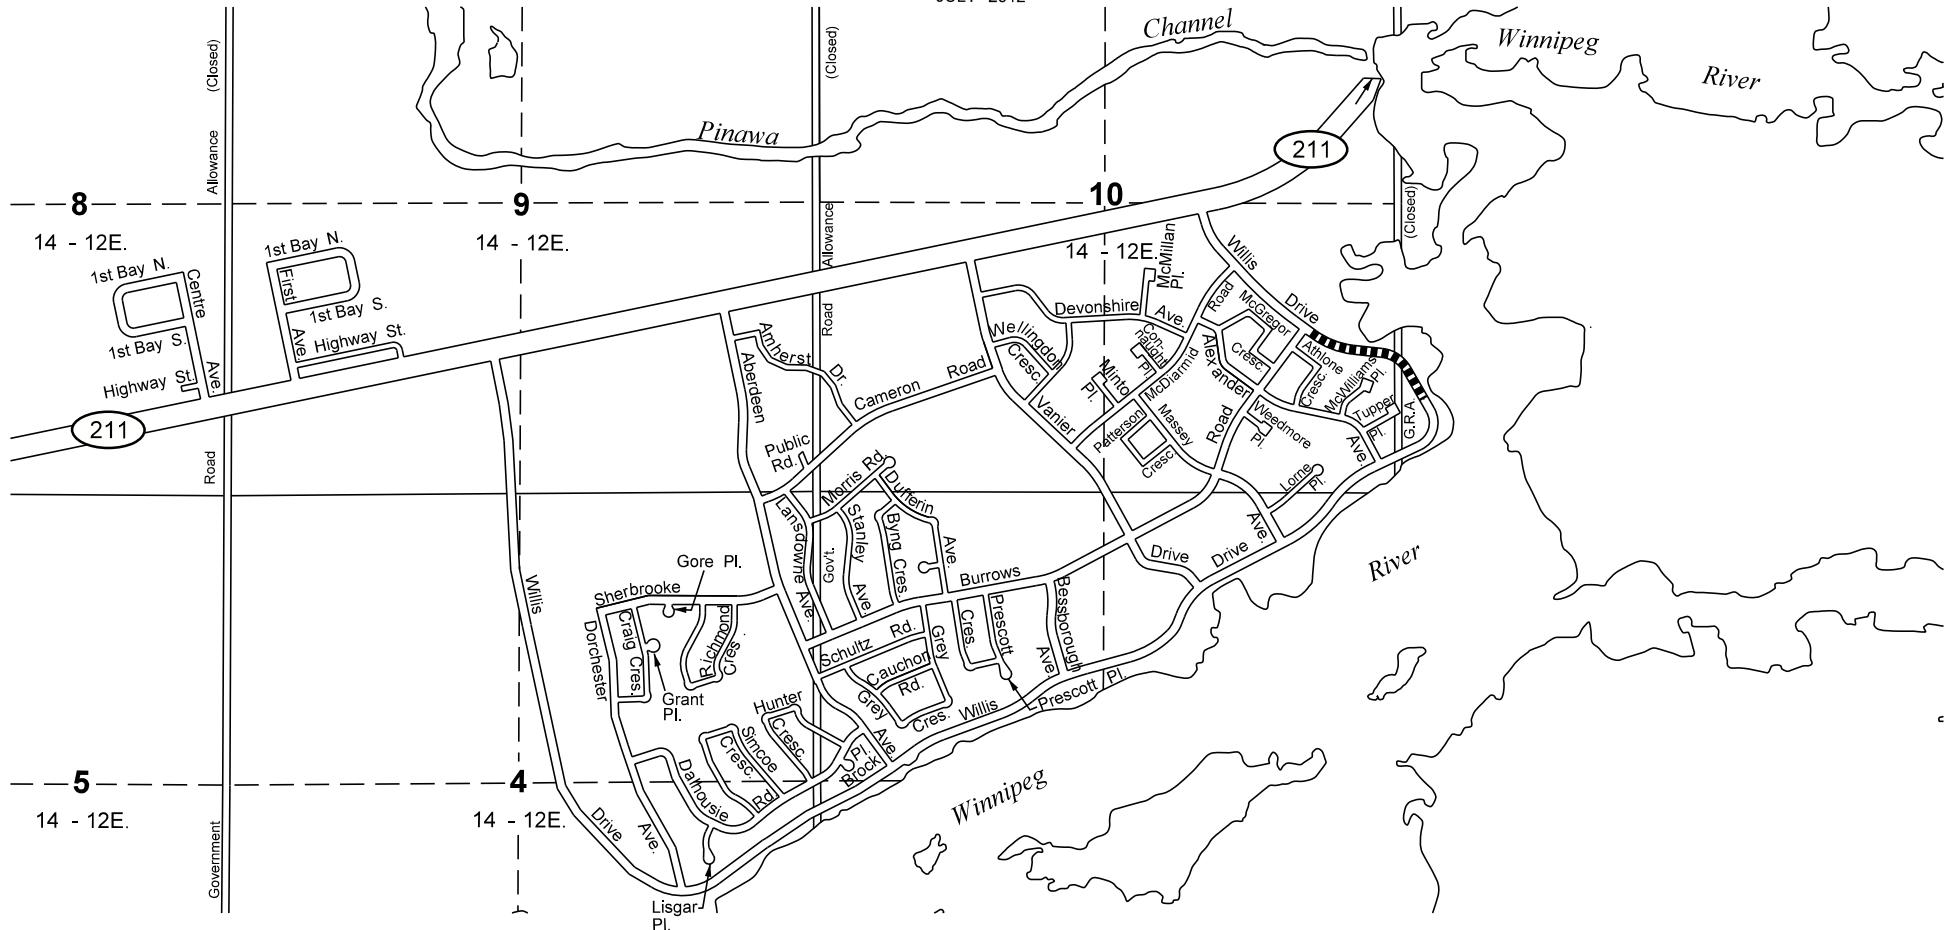 Channel
Winnipeg
River
Pinawa
(Closed)
Allowance
(Closed)
Allowance
Road
(Closed)
211
8
14 - 12E.
9
14 - 12E.
10
14 - 12E.
1st Bay N.
1st Bay N.
Centre
Ave.
First
Ave.
1st Bay S.
1st Bay S.
Highway St.
Highway St.
211
Road
Government
McMillan
Pl.
Willis
Drive
Devonshire
Ave.
Road
McGregor
Cresc.
Wellingdon
Cresc.
Con-
naught
Pl.
Alexander
Athlone
Cresc.
McWilliams
Pl.
Minto
Pl.
McDiarmid
Road
Tupper
Pl.
G.R.A.
Ave.
Vanier
Patterson
Cresc.
Massey
Weedmore
Pl.
Lorne
Pl.
Ave.
Drive
Drive
Amherst
Dr.
Aberdeen
Cameron Road
Public
Rd.
Morris Rd.
Dufferin
Ave.
Lansdowne
Ave.
Gov't.
Stanley
Ave.
Byng Cres.
Burrows
Bessborough
Ave.
Gore Pl.
Sherbrooke
Willis
Dorchester
Craig Cres.
Richmond
Cres.
Grant
Pl.
Schultz Rd.
Grey
Cres.
Prescott
Cauchon
Rd.
Grey
Cres.
Willis
Prescott Pl.
Hunter
Cresc.
Ave.
Simcoe
Cresc.
Pl.
Brock
Dalhousie
Rd.
5
14 - 12E.
4
14 - 12E.
Drive
Ave.
Lisgar
Pl.
River
Winnipeg